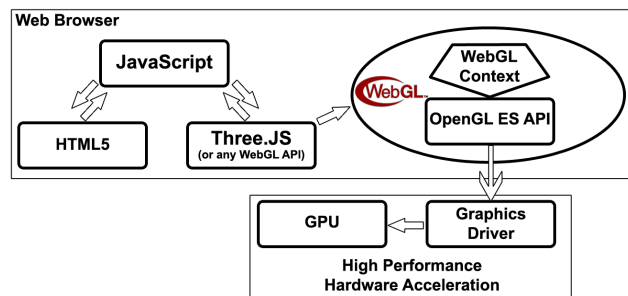 Web Browser
JavaScript
HTML5
Three.JS
(or any WebGL API)
WebGL™
WebGL
Context
OpenGL ES API
GPU
Graphics
Driver
High Performance
Hardware Acceleration